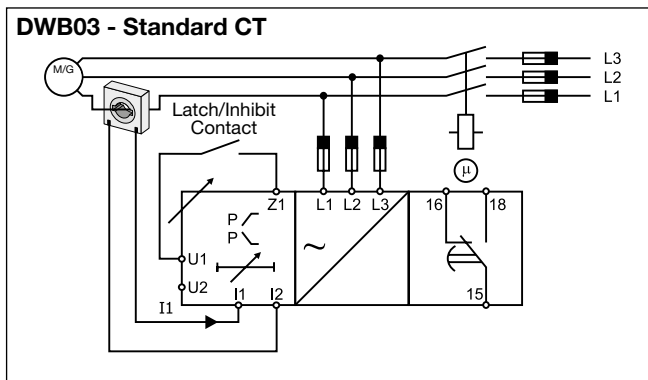 DWB03 - Standard CT
M/G
L3
L2
L1
Latch/Inhibit
Contact
μ
Z1 L1 L2 L3 16 18
P
P
~
U1
U2
I1 I1 I2 15